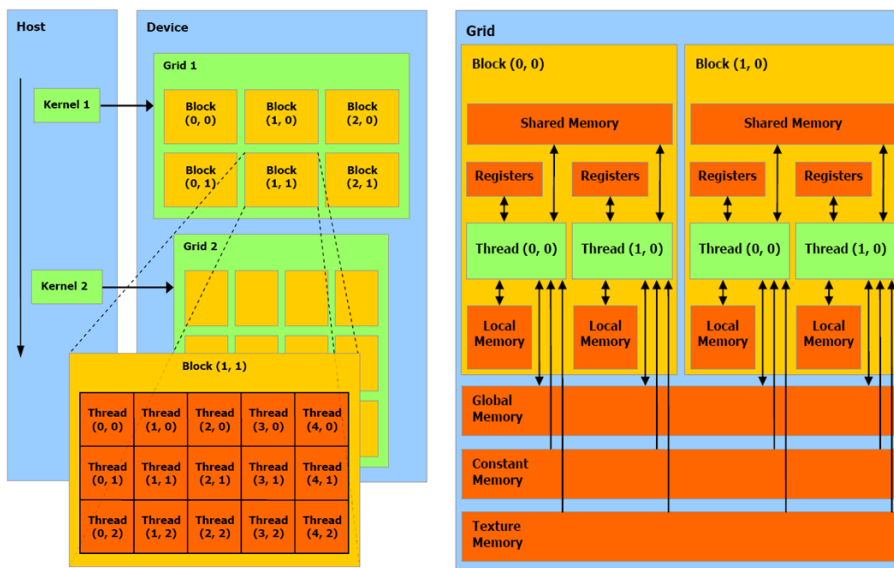 Host
Device
Grid 1
Kernel 1
Block
(0, 0)
Block
(1, 0)
Block
(2, 0)
Block
(0, 1)
Block
(1, 1)
Block
(2, 1)
Grid 2
Kernel 2
Block (1, 1)
Thread
(0, 0)
Thread
(1, 0)
Thread
(2, 0)
Thread
(3, 0)
Thread
(4, 0)
Thread
(0, 1)
Thread
(1, 1)
Thread
(2, 1)
Thread
(3, 1)
Thread
(4, 1)
Thread
(0, 2)
Thread
(1, 2)
Thread
(2, 2)
Thread
(3, 2)
Thread
(4, 2)
Grid
Block (0, 0)
Shared Memory
Registers
Registers
Thread (0, 0)
Thread (1, 0)
Local
Memory
Local
Memory
Block (1, 0)
Shared Memory
Registers
Registers
Thread (0, 0)
Thread (1, 0)
Local
Memory
Local
Memory
Global
Memory
Constant
Memory
Texture
Memory